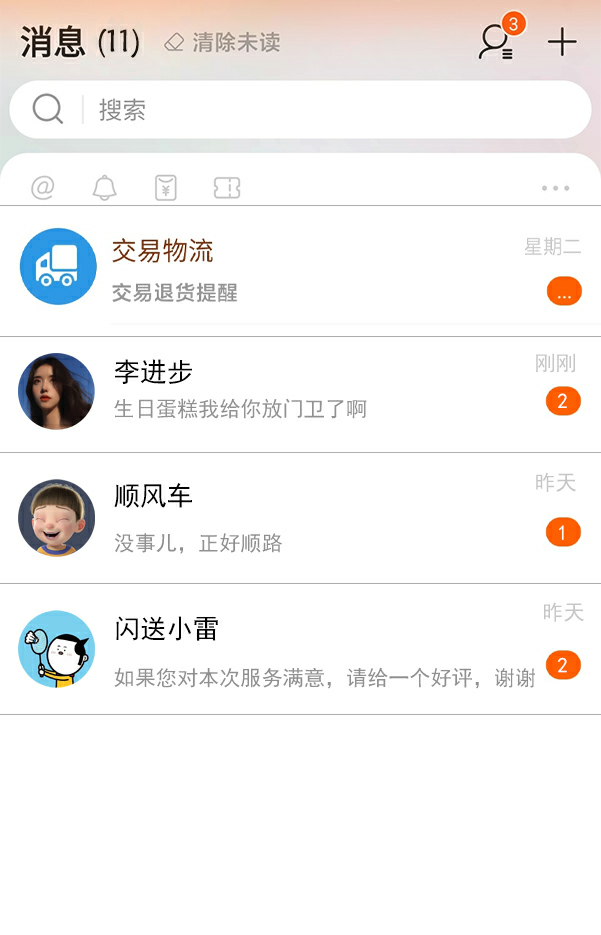 消息 (11) 清除未读
3
搜索
交易物流 星期二
交易退货提醒 ...
李进步 刚刚
生日蛋糕我给你放门卫了啊 2
顺风车 昨天
没事儿，正好顺路 1
闪送小雷 昨天
如果您对本次服务满意，请给一个好评，谢谢 2